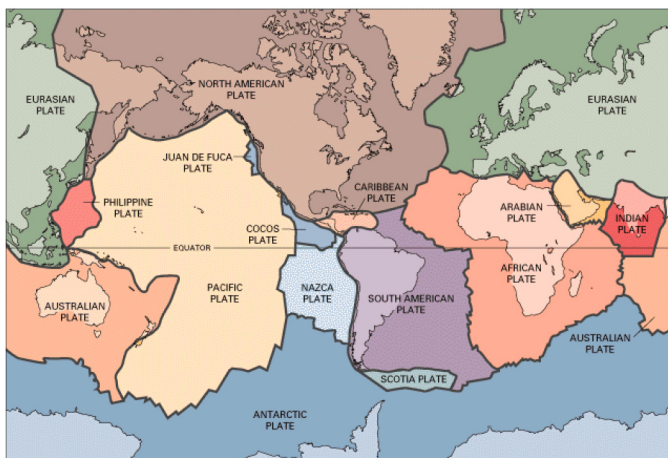 NORTH AMERICAN
PLATE
EURASIAN
PLATE
EURASIAN
PLATE
JUAN DE FUCA
PLATE
CARIBBEAN
PLATE
PHILIPPINE
PLATE
ARABIAN
PLATE
INDIAN
PLATE
COCOS
PLATE
EQUATOR
AFRICAN
PLATE
PACIFIC
PLATE
NAZCA
PLATE
SOUTH AMERICAN
PLATE
AUSTRALIAN
PLATE
AUSTRALIAN
PLATE
SCOTIA PLATE
ANTARCTIC
PLATE